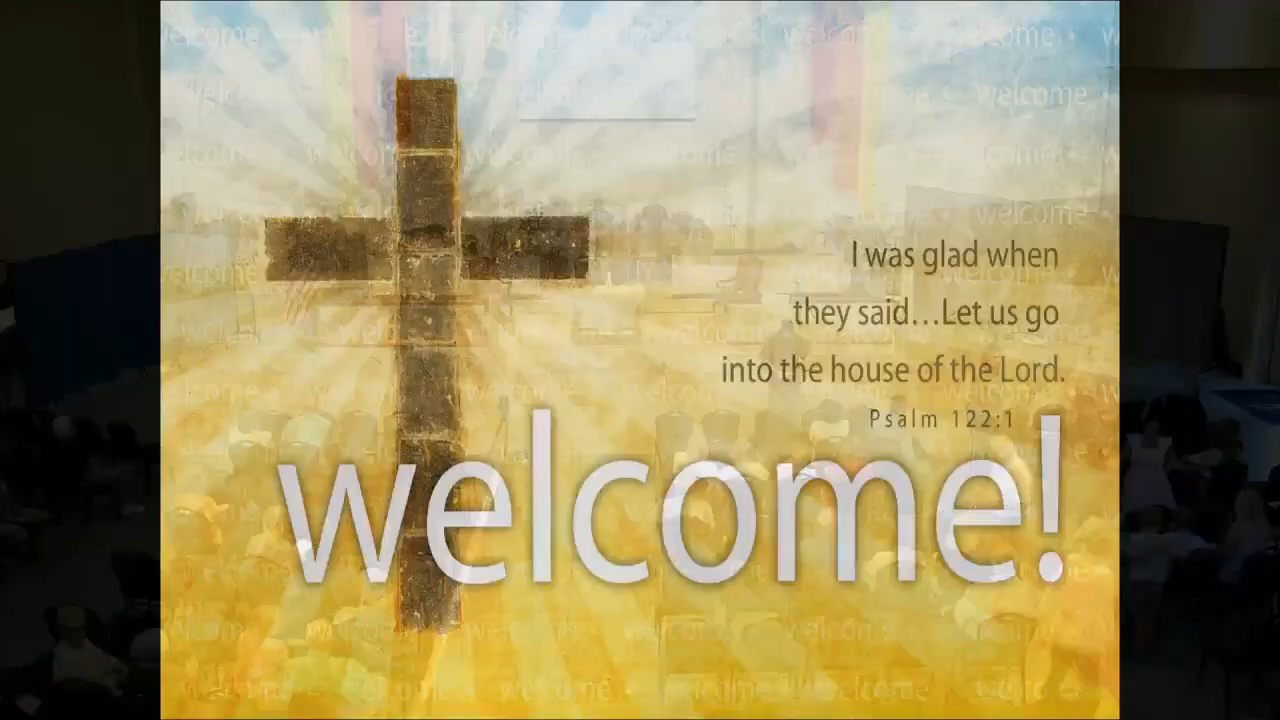 I was glad when
they said...Let us go
into the house of the Lord.
Psalm 122:1
welcome!